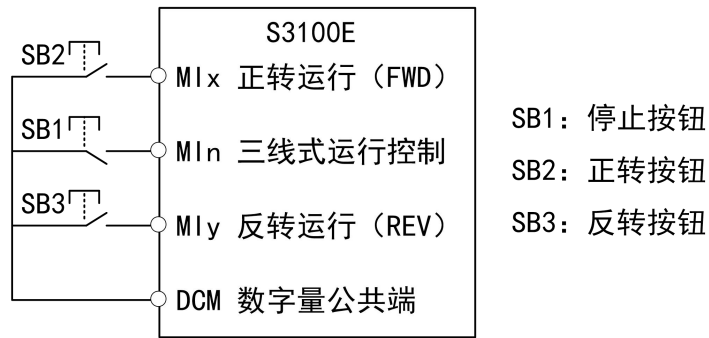 S3100E
SB2
MIx 正转运行（FWD）
SB1
MIn 三线式运行控制
SB3
MIy 反转运行（REV）
DCM 数字量公共端
SB1：停止按钮
SB2：正转按钮
SB3：反转按钮